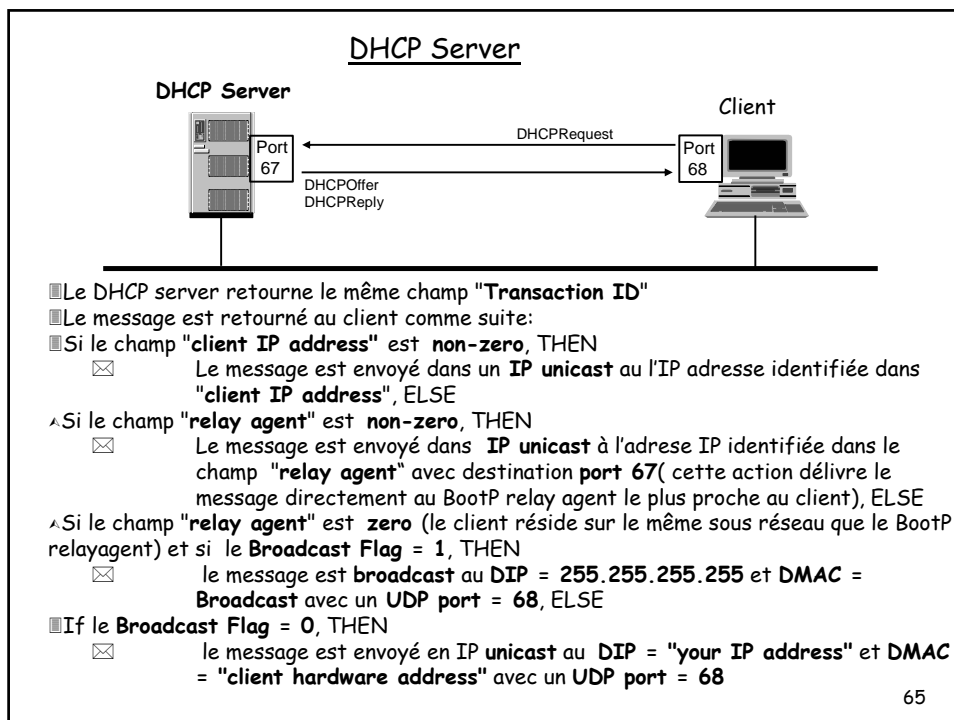 DHCP Server
DHCP Server
Client
DHCPRequest
Port
67
Port
68
DHCPOffer
DHCPReply
Le DHCP server retourne le même champ "Transaction ID"
Le message est retourné au client comme suite:
Si le champ "client IP address" est non-zero, THEN
Le message est envoyé dans un IP unicast au l'IP adresse identifiée dans
"client IP address", ELSE
Si le champ "relay agent" est non-zero, THEN
Le message est envoyé dans IP unicast à l'adrese IP identifiée dans le
champ "relay agent“ avec destination port 67( cette action délivre le
message directement au BootP relay agent le plus proche au client), ELSE
Si le champ "relay agent" est zero (le client réside sur le même sous réseau que le BootP
relayagent) et si le Broadcast Flag = 1, THEN
le message est broadcast au DIP = 255.255.255.255 et DMAC =
Broadcast avec un UDP port = 68, ELSE
If le Broadcast Flag = 0, THEN
le message est envoyé en IP unicast au DIP = "your IP address" et DMAC
= "client hardware address" avec un UDP port = 68
65